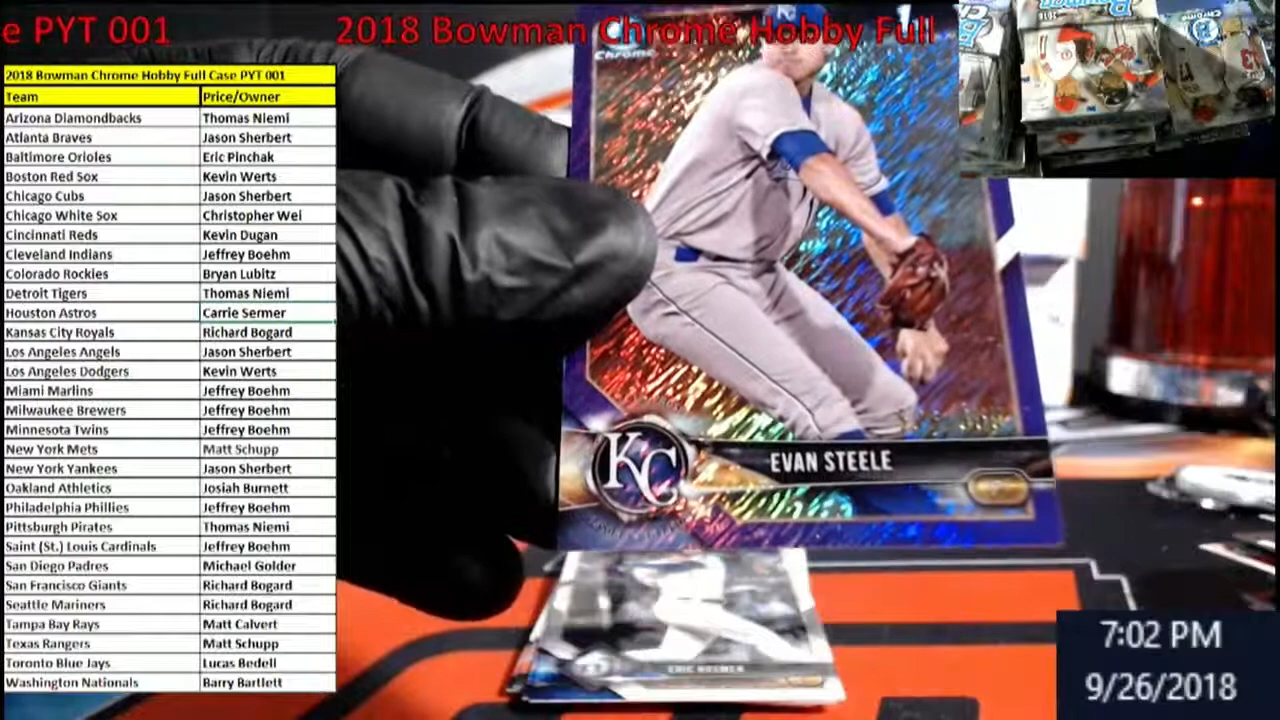 e PYT 001 2018 Bowman Chrome Hobby Full
2018 Bowman Chrome Hobby Full Case PYT 001
Team Price/Owner
Arizona Diamondbacks Thomas Niemi
Atlanta Braves Jason Sherbert
Baltimore Orioles Eric Pinchak
Boston Red Sox Kevin Werts
Chicago Cubs Jason Sherbert
Chicago White Sox Christopher Wei
Cincinnati Reds Kevin Dugan
Cleveland Indians Jeffrey Boehm
Colorado Rockies Bryan Lubitz
Detroit Tigers Thomas Niemi
Houston Astros Carrie Sermer
Kansas City Royals Richard Bogard
Los Angeles Angels Jason Sherbert
Los Angeles Dodgers Kevin Werts
Miami Marlins Jeffrey Boehm
Milwaukee Brewers Jeffrey Boehm
Minnesota Twins Jeffrey Boehm
New York Mets Matt Schupp
New York Yankees Jason Sherbert
Oakland Athletics Josiah Burnett
Philadelphia Phillies Jeffrey Boehm
Pittsburgh Pirates Thomas Niemi
Saint (St.) Louis Cardinals Jeffrey Boehm
San Diego Padres Michael Golder
San Francisco Giants Richard Bogard
Seattle Mariners Richard Bogard
Tampa Bay Rays Matt Calvert
Texas Rangers Matt Schupp
Toronto Blue Jays Lucas Bedell
Washington Nationals Barry Bartlett
Chrome
KC
EVAN STEELE
ERIC HOSMER
Bowman
Chrome
7:02 PM
9/26/2018